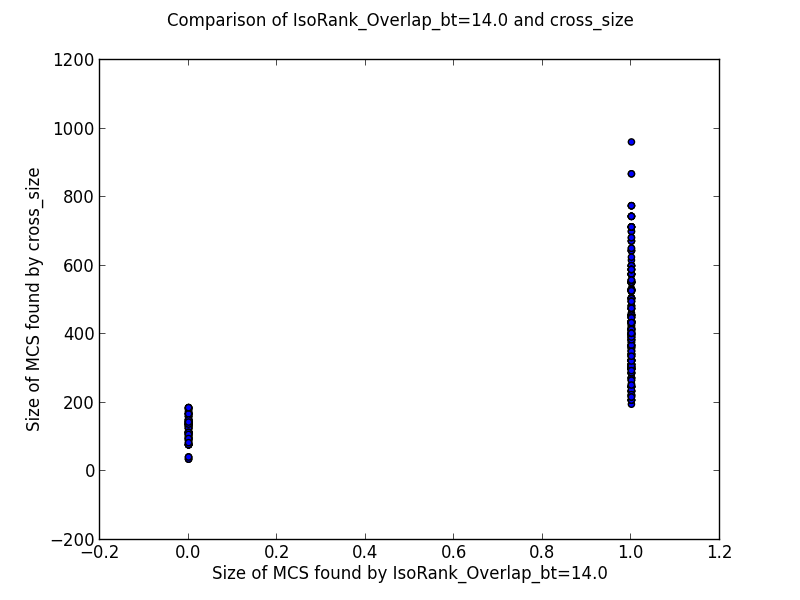 Comparison of IsoRank_Overlap_bt=14.0 and cross_size
1200
1000
800
600
400
200
0
−200
Size of MCS found by cross_size
−0.2 0.0 0.2 0.4 0.6 0.8 1.0 1.2
Size of MCS found by IsoRank_Overlap_bt=14.0